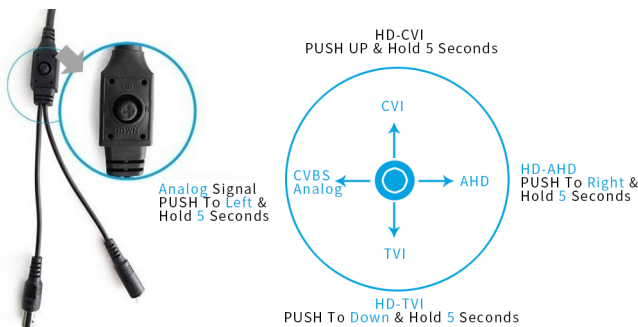 HD-CVI
PUSH UP & Hold 5 Seconds
UP
DOWN
CVI
CVBS
Analog
AHD
TVI
Analog Signal
PUSH To Left &
Hold 5 Seconds
HD-AHD
PUSH To Right &
Hold 5 Seconds
HD-TVI
PUSH To Down & Hold 5 Seconds